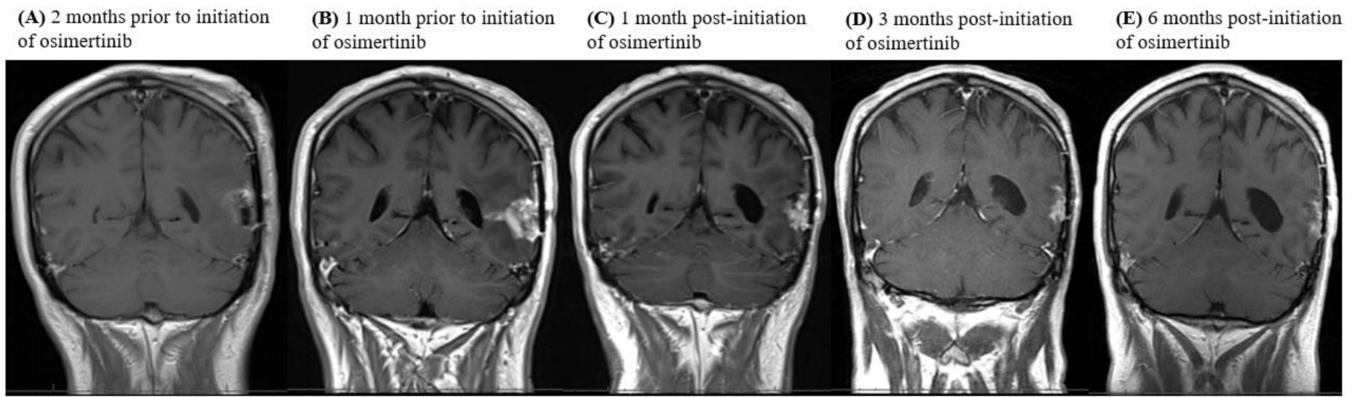 (A) 2 months prior to initiation
of osimertinib
(B) 1 month prior to initiation
of osimertinib
(C) 1 month post-initiation
of osimertinib
(D) 3 months post-initiation
of osimertinib
(E) 6 months post-initiation
of osimertinib